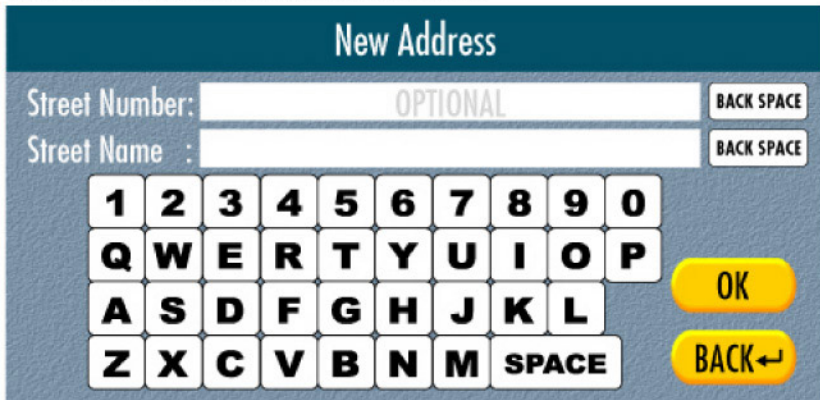 New Address
Street Number: OPTIONAL BACK SPACE
Street Name : BACK SPACE
1 2 3 4 5 6 7 8 9 0
Q W E R T Y U I O P
A S D F G H J K L
OK
Z X C V B N M SPACE
BACK↵